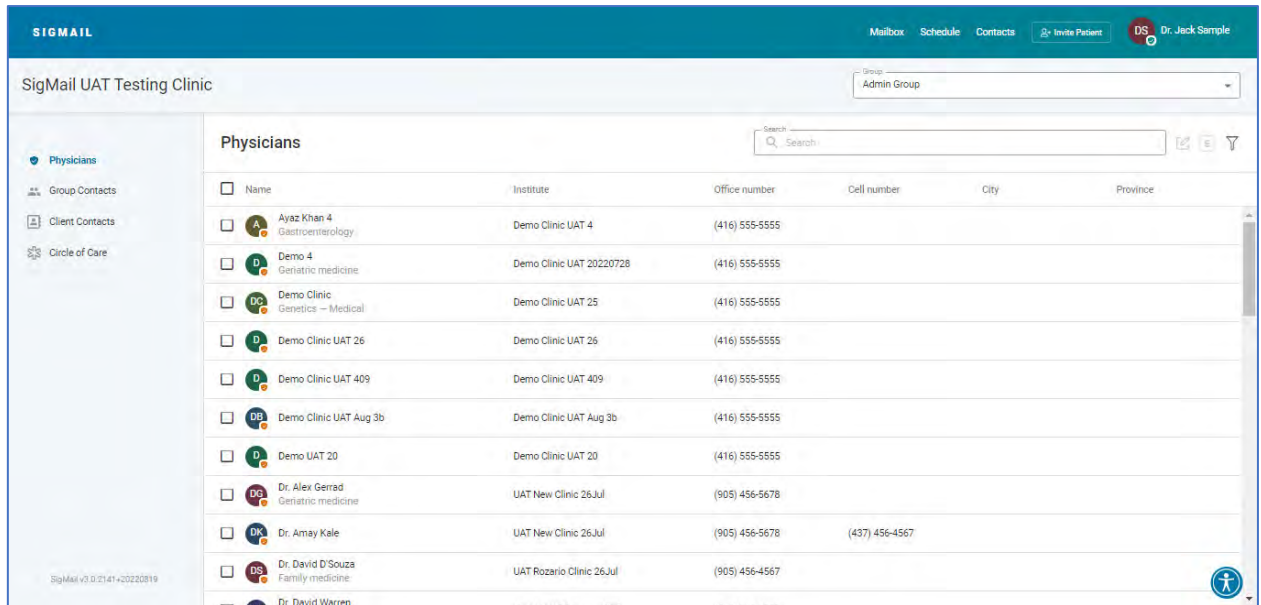 SIGMAIL
Mailbox Schedule Contacts Invite Patient DS Dr. Jack Sample
SigMail UAT Testing Clinic
Group
Admin Group
Physicians
Group Contacts
Client Contacts
Circle of Care
SigMail v3.0.2141+20220819
Physicians
Search
Search
Name Institute Office number Cell number City Province
A Ayaz Khan 4 Demo Clinic UAT 4 (416) 555-5555
Gastroenterology
D Demo 4 Demo Clinic UAT 20220728 (416) 555-5555
Geriatric medicine
DC Demo Clinic Demo Clinic UAT 25 (416) 555-5555
Genetics — Medical
D Demo Clinic UAT 26 Demo Clinic UAT 26 (416) 555-5555
D Demo Clinic UAT 409 Demo Clinic UAT 409 (416) 555-5555
DB Demo Clinic UAT Aug 3b Demo Clinic UAT Aug 3b (416) 555-5555
D Demo UAT 20 Demo Clinic UAT 20 (416) 555-5555
DG Dr. Alex Gerrad UAT New Clinic 26Jul (905) 456-5678
Geriatric medicine
DK Dr. Amay Kale UAT New Clinic 26Jul (905) 456-5678 (437) 456-4567
DS Dr. David D'Souza UAT Rozario Clinic 26Jul (905) 456-4567
Family medicine
Dr. David Warren